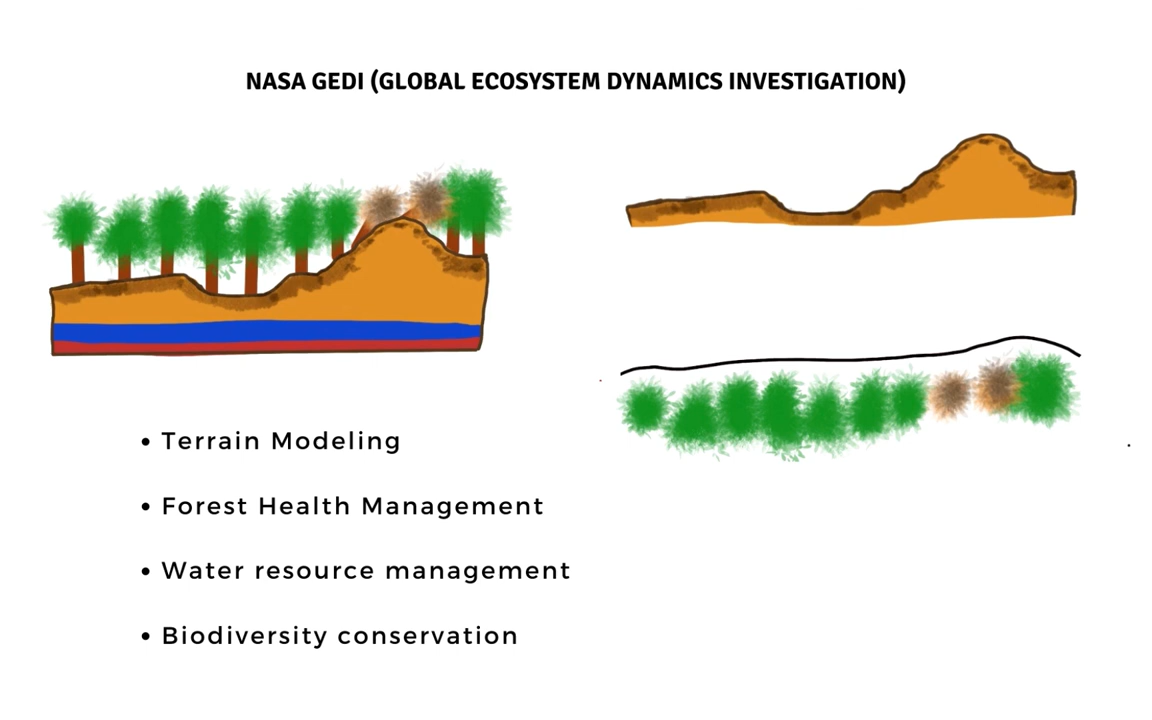 NASA GEDI (GLOBAL ECOSYSTEM DYNAMICS INVESTIGATION)
• Terrain Modeling
• Forest Health Management
• Water resource management
• Biodiversity conservation